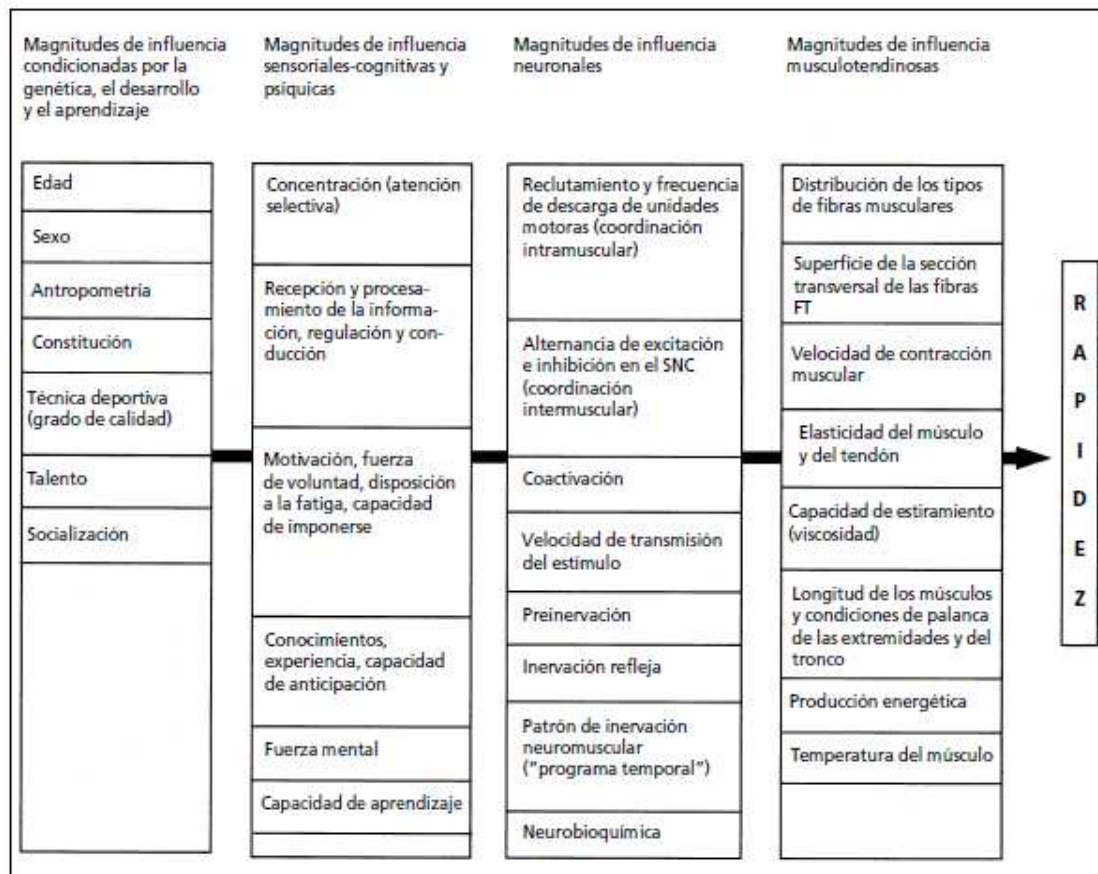 Magnitudes de influencia
condicionadas por la
genética, el desarrollo
y el aprendizaje
Edad
Sexo
Antropometría
Constitución
Técnica deportiva
(grado de calidad)
Talento
Socialización
Magnitudes de influencia
sensoriales-cognitivas y
psíquicas
Concentración (atención
selectiva)
Recepción y procesa-
miento de la informa-
ción, regulación y con-
ducción
Motivación, fuerza
de voluntad, disposición
a la fatiga, capacidad
de imponerse
Conocimientos,
experiencia, capacidad
de anticipación
Fuerza mental
Capacidad de aprendizaje
Magnitudes de influencia
neuronales
Reclutamiento y frecuencia
de descarga de unidades
motoras (coordinación
intramuscular)
Alternancia de excitación
e inhibición en el SNC
(coordinación
intermuscular)
Coactivación
Velocidad de transmisión
del estímulo
Preinervación
Inervación refleja
Patrón de inervación
neuromuscular
("programa temporal")
Neurobioquímica
Magnitudes de influencia
musculotendinosas
Distribución de los tipos
de fibras musculares
Superficie de la sección
transversal de las fibras
FT
Velocidad de contracción
muscular
Elasticidad del músculo
y del tendón
Capacidad de estiramiento
(viscosidad)
Longitud de los músculos
y condiciones de palanca
de las extremidades y del
tronco
Producción energética
Temperatura del músculo
R
A
P
I
D
E
Z